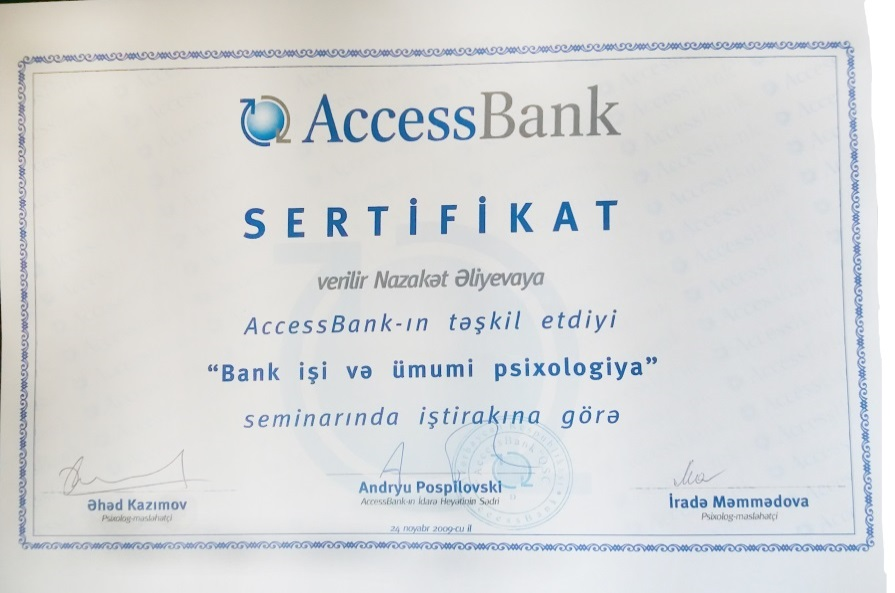 AccessBank
SERTİFİKAT
verilir Nazakət Əliyevaya
AccessBank-ın təşkil etdiyi
“Bank işi və ümumi psixologiya”
seminarında iştirakına görə
Əhəd Kazımov
Psixoloq-məsləhətçi
Andryu Pospilovski
AccessBank-ın İdarə Heyətinin Sədri
İradə Məmmədova
Psixoloq-məsləhətçi
24 noyabr 2009-cu il